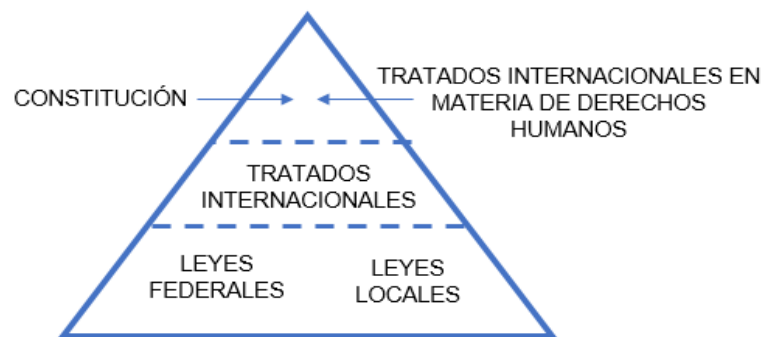 CONSTITUCIÓN
TRATADOS INTERNACIONALES EN
MATERIA DE DERECHOS
HUMANOS
TRATADOS
INTERNACIONALES
LEYES
FEDERALES
LEYES
LOCALES